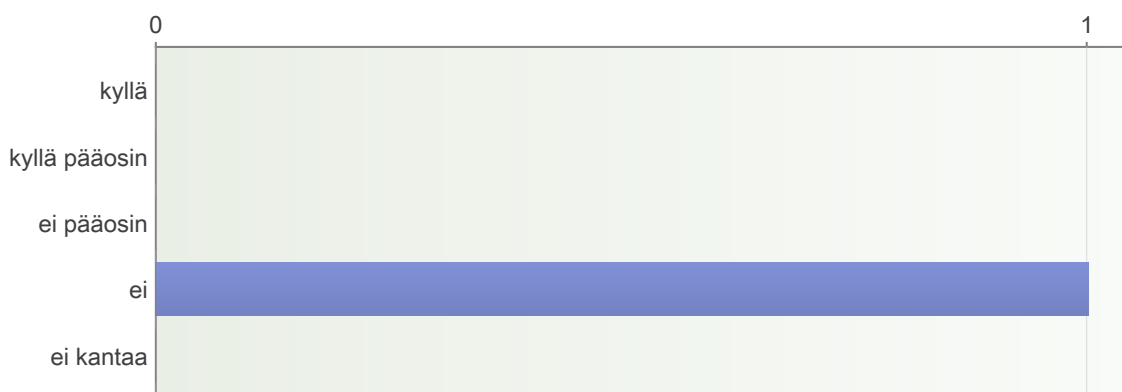 0 1
kyllä
kyllä pääosin
ei pääosin
ei
ei kantaa